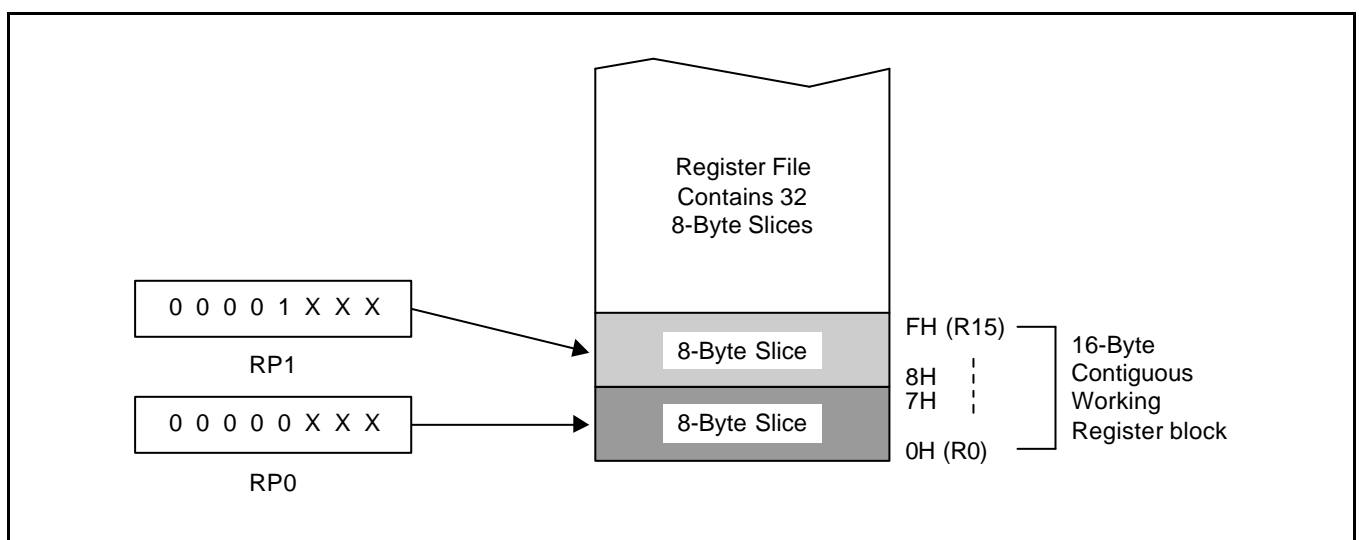 Register File
Contains 32
8-Byte Slices
0 0 0 0 1 X X X
RP1
0 0 0 0 0 X X X
RP0
8-Byte Slice
8-Byte Slice
FH (R15)
8H
7H
0H (R0)
16-Byte
Contiguous
Working
Register block